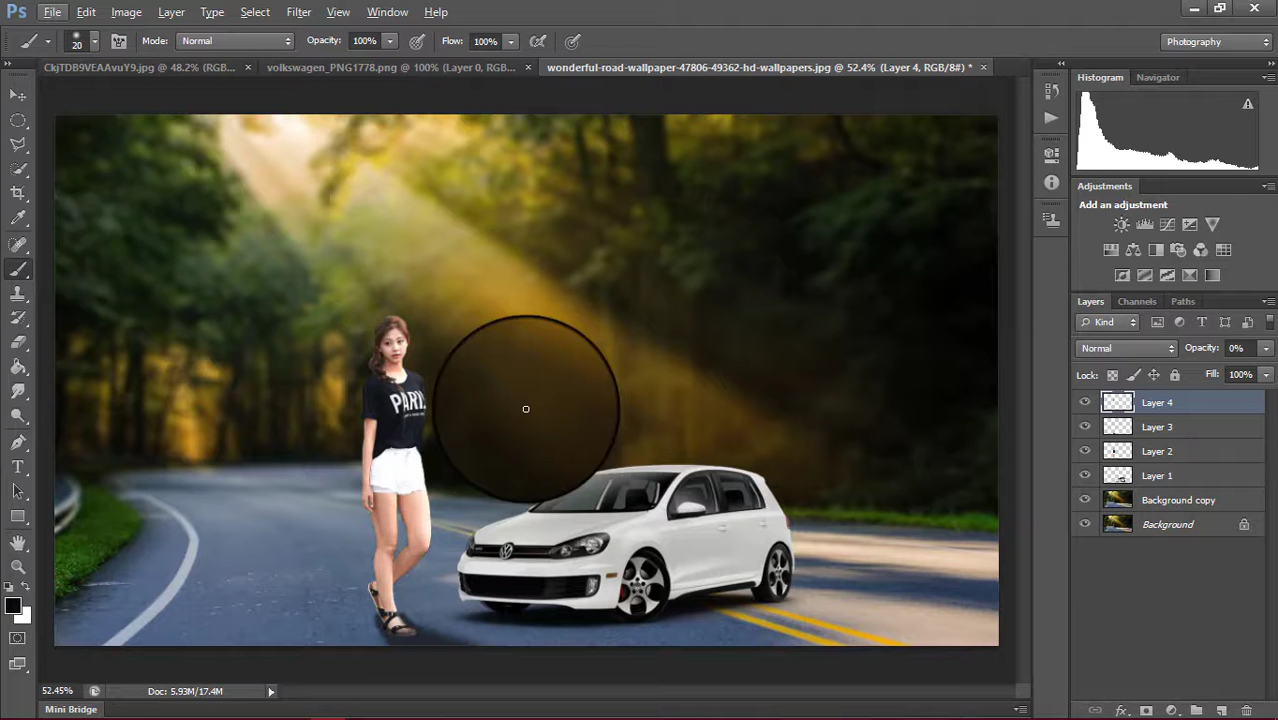 Ps File Edit Image Layer Type Select Filter View Window Help
20 Mode: Normal Opacity: 100% Flow: 100% Photography
CkjTDB9VEAAvuY9.jpg @ 48.2% (RGB... × volkswagen_PNG1778.png @ 100% (Layer 0, RGB... × wonderful-road-wallpaper-47806-49362-hd-wallpapers.jpg @ 52.4% (Layer 4, RGB/8#) * ×
Histogram Navigator
Adjustments
Add an adjustment
Layers Channels Paths
Kind
Normal Opacity: 0%
Lock: Fill: 100%
Layer 4
Layer 3
Layer 2
Layer 1
Background copy
Background
52.45% Doc: 5.93M/17.4M
Mini Bridge